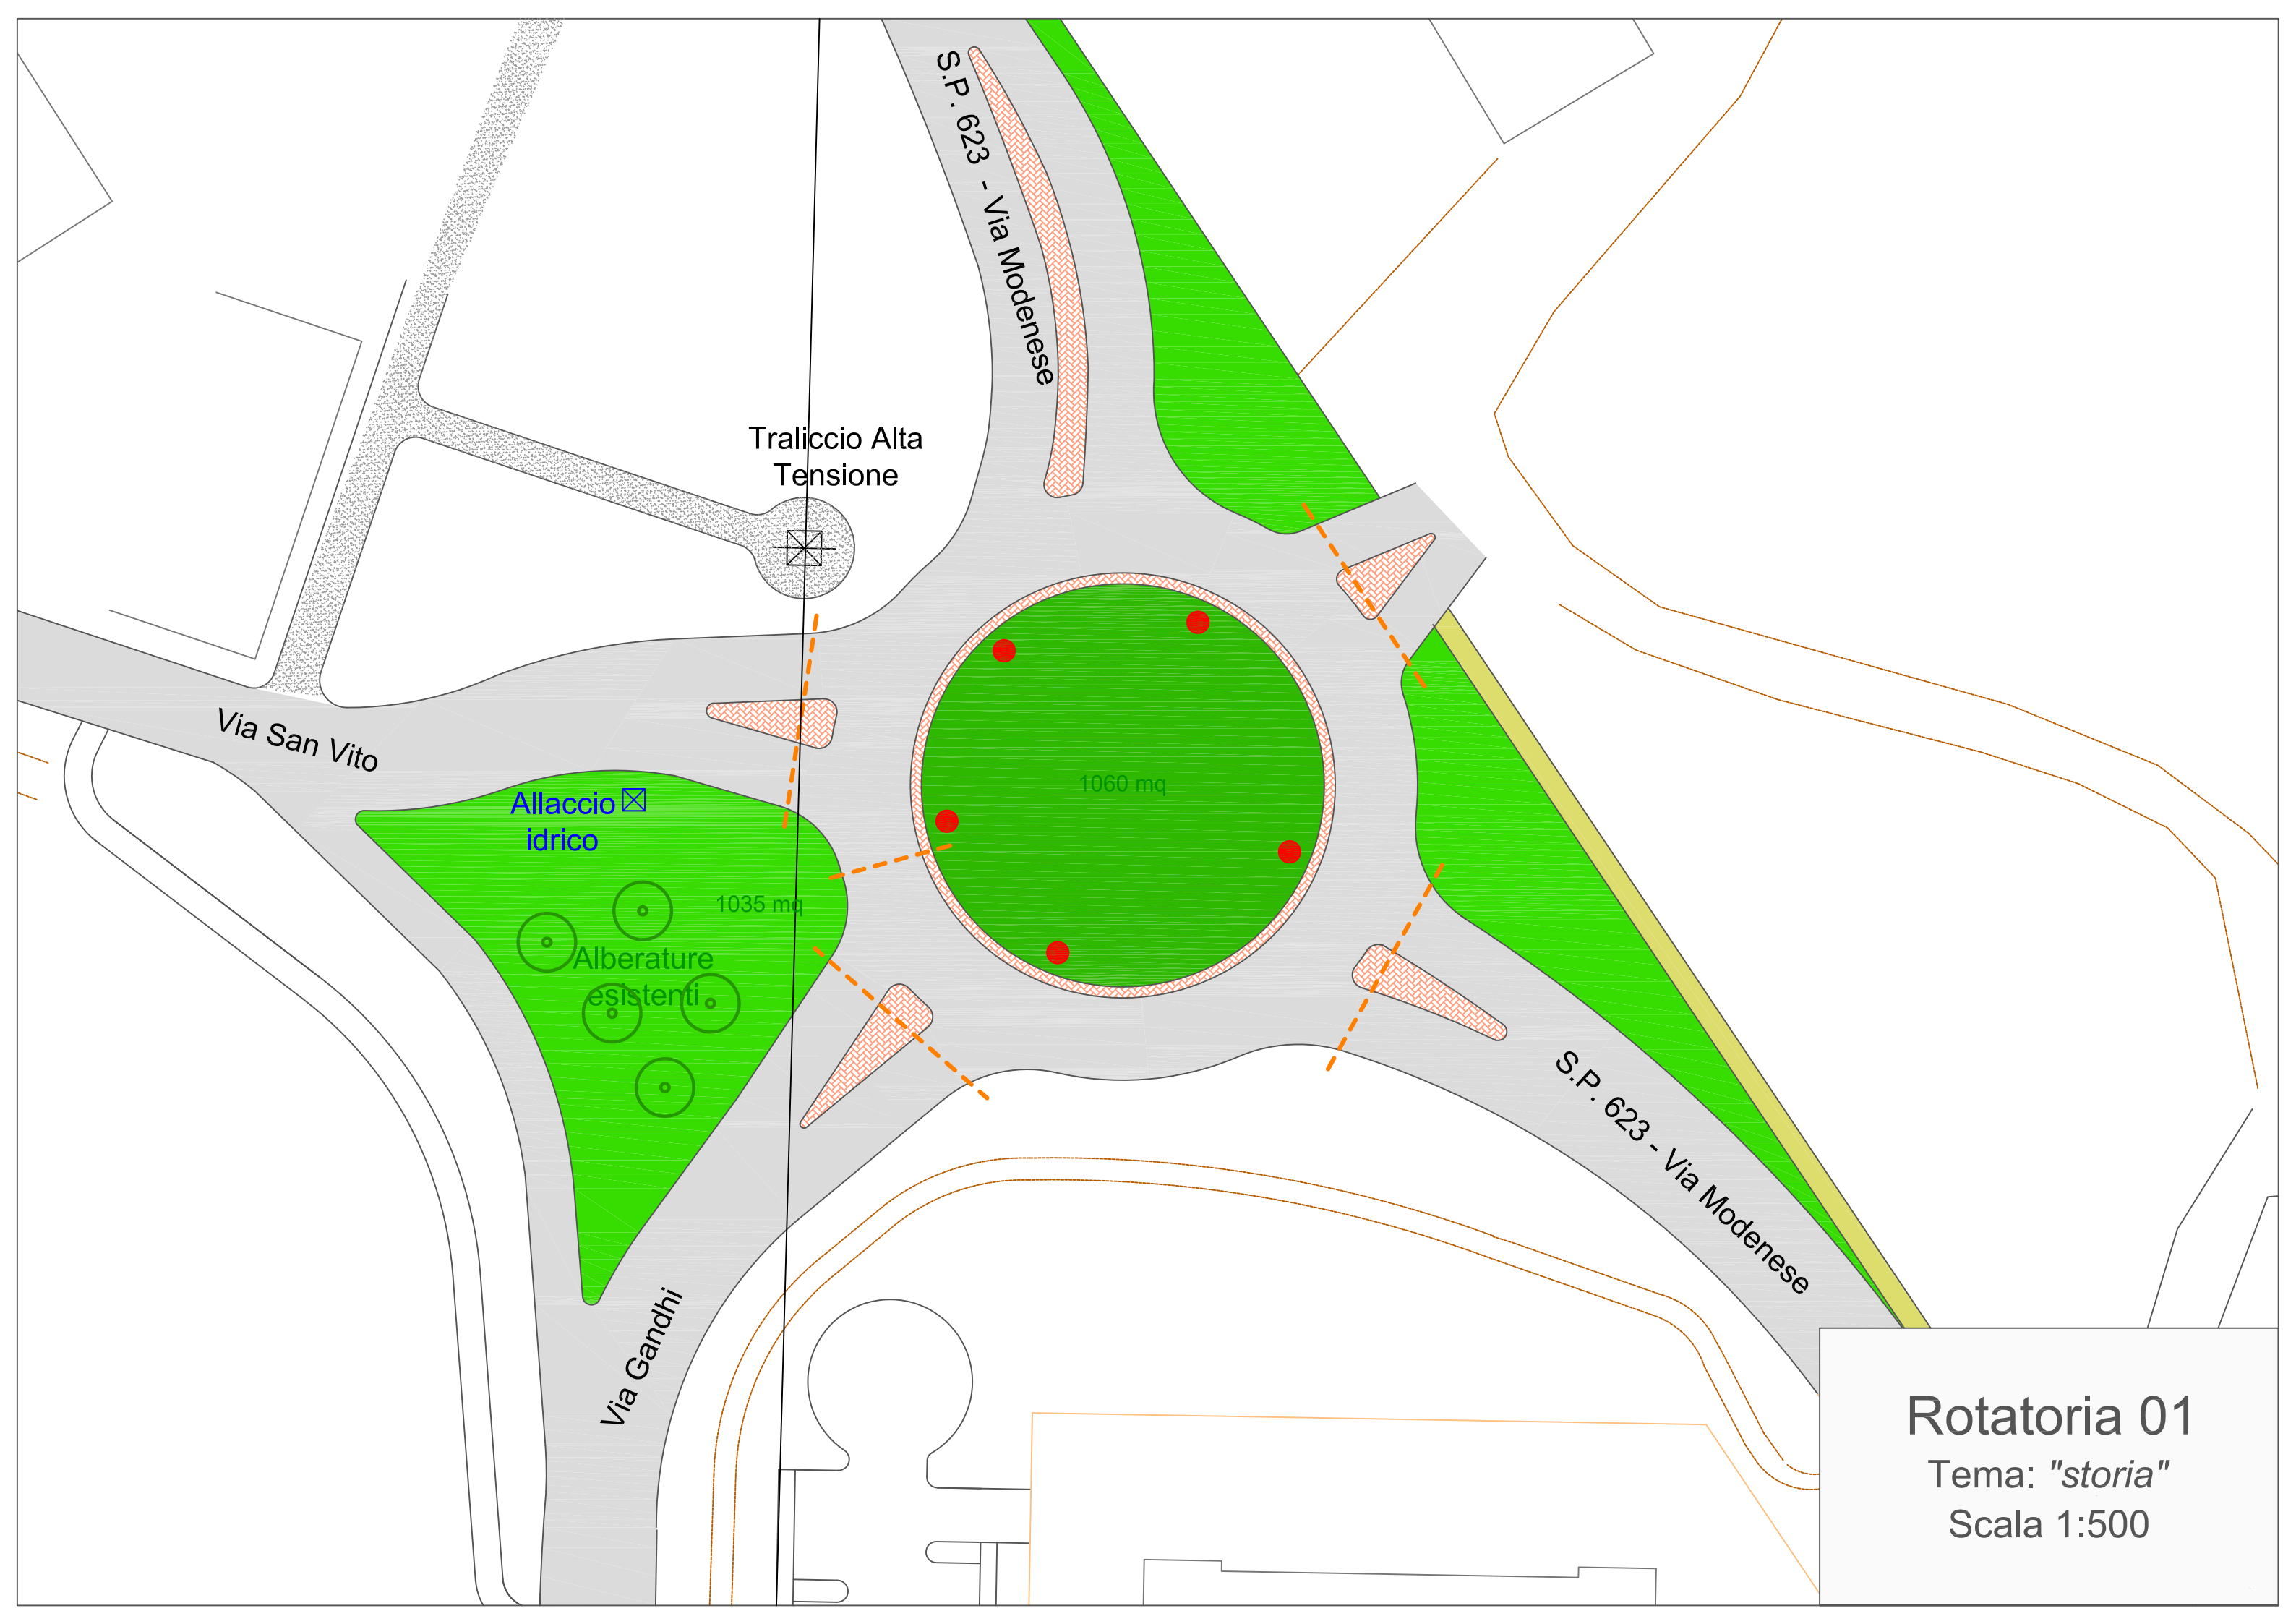 S.P. 623 - Via Modenese
Traliccio Alta
Tensione
Via San Vito
Allaccio
idrico
1060 mq
1035 mq
Alberature
esistenti
S.P. 623 - Via Modenese
Via Gandhi
Rotatoria 01
Tema: "storia"
Scala 1:500